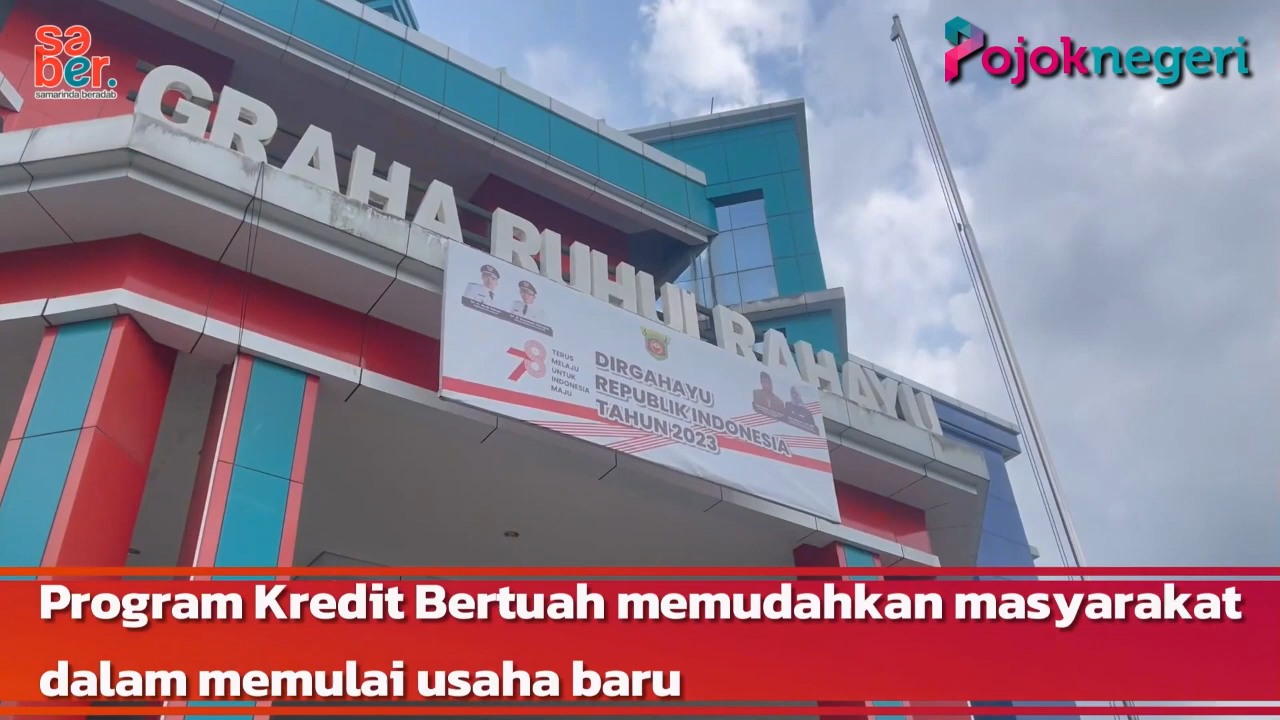 saber.
samarinda beradab
Pojoknegeri
GRAHA RUHUI RAHAYU
78
TERUS
MELAJU
UNTUK
INDONESIA
MAJU
DIRGAHAYU
REPUBLIK INDONESIA
TAHUN 2023
Program Kredit Bertuah memudahkan masyarakat
dalam memulai usaha baru